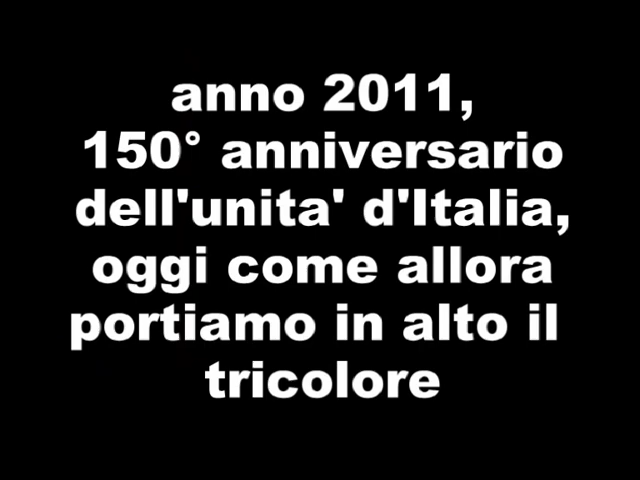 anno 2011,
150° anniversario
dell'unita' d'Italia,
oggi come allora
portiamo in alto il
tricolore